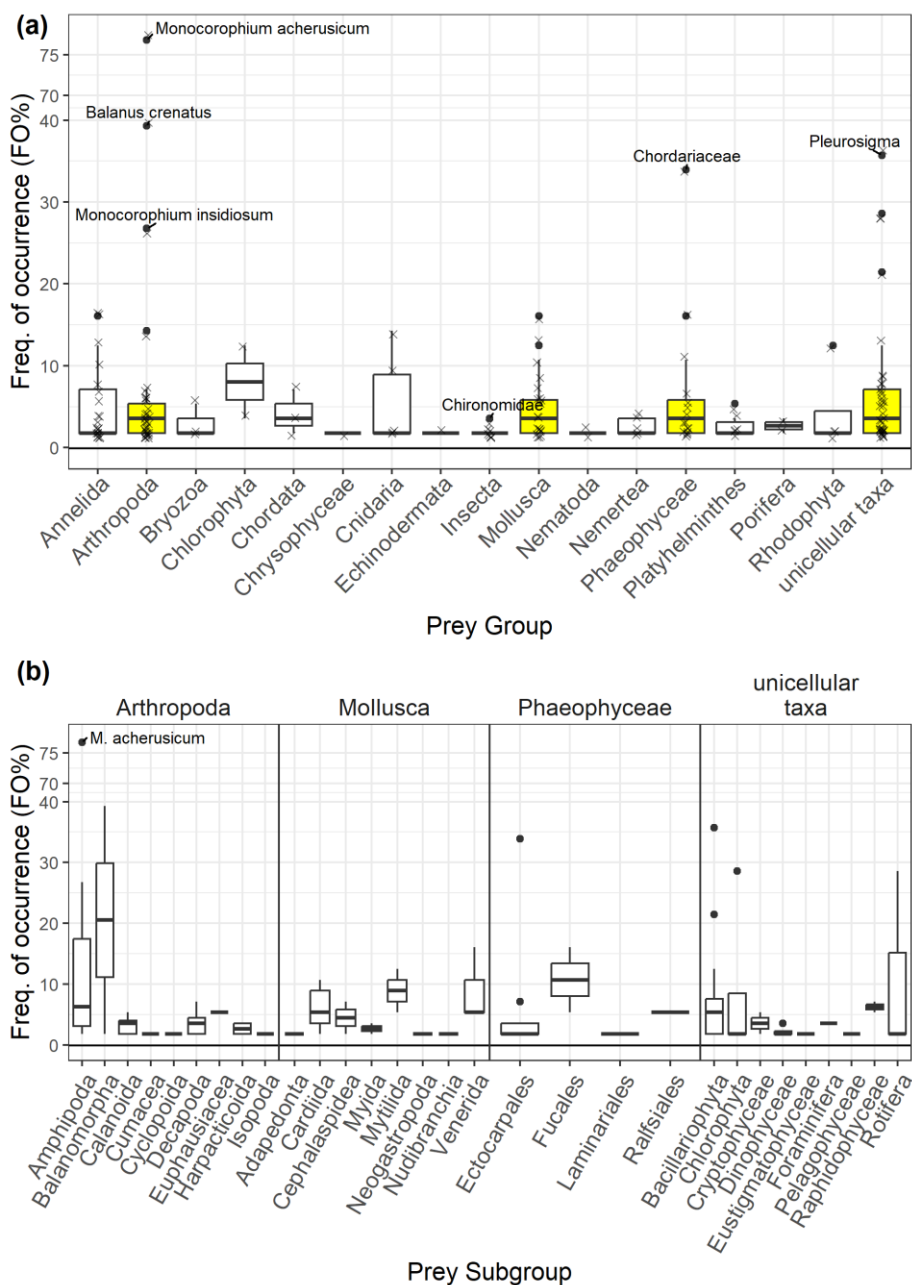 (a)
Monocorophium acherusicum
75
70
Balanus crenatus
40
Pleurosigma
Chordariaceae
30
Monocorophium insidiosum
20
10
Chironomidae
0
Freq. of occurrence (FO%)
Annelida
Arthropoda
Bryozoa
Chlorophyta
Chordata
Chrysophyceae
Cnidaria
Echinodermata
Insecta
Mollusca
Nematoda
Nemertea
Phaeophyceae
Platyhelminthes
Porifera
Rhodophyta
unicellular taxa
Prey Group
(b)
Arthropoda
Mollusca
Phaeophyceae
unicellular
taxa
M. acherusicum
75
70
40
30
20
10
0
Freq. of occurrence (FO%)
Amphipoda
Balanomorpha
Calanoida
Cumacea
Cyclopoida
Decapoda
Euphausiacea
Harpacticoida
Isopoda
Adapedonta
Cardiida
Cephalaspidea
Myida
Mytilida
Neogastropoda
Nudibranchia
Venerida
Ectocarpales
Fucales
Laminariales
Ralfsiales
Bacillariophyta
Chlorophyta
Cryptophyceae
Dinophyceae
Eustigmatophyceae
Foraminifera
Pelagophyceae
Raphidophyceae
Rotifera
Prey Subgroup